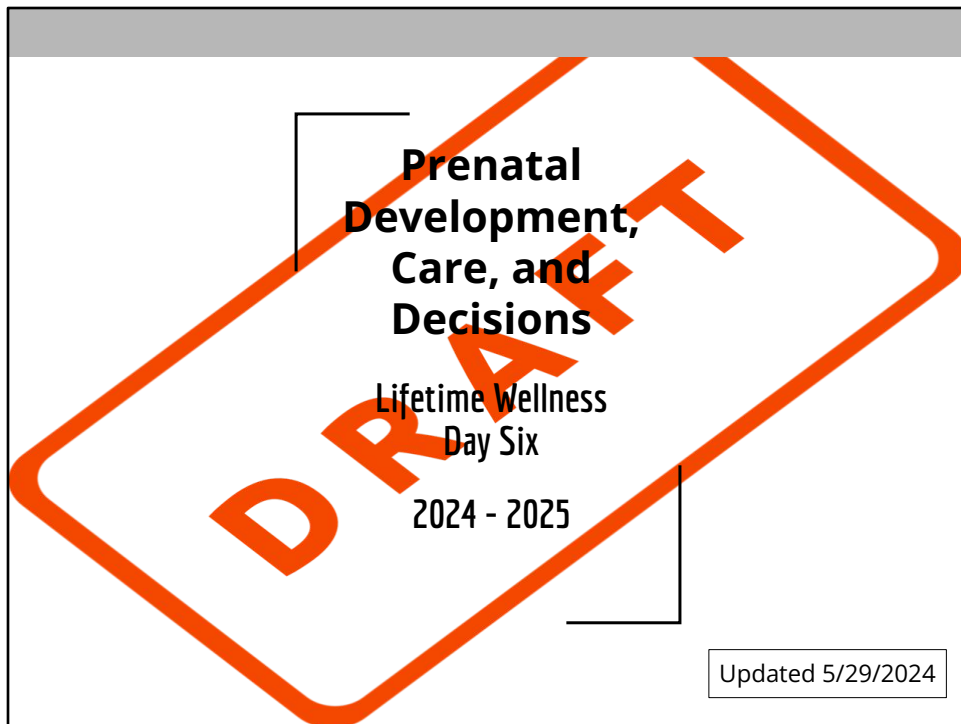 Prenatal
Development,
Care, and
Decisions
Lifetime Wellness
Day Six
2024 - 2025
DRAFT
Updated 5/29/2024